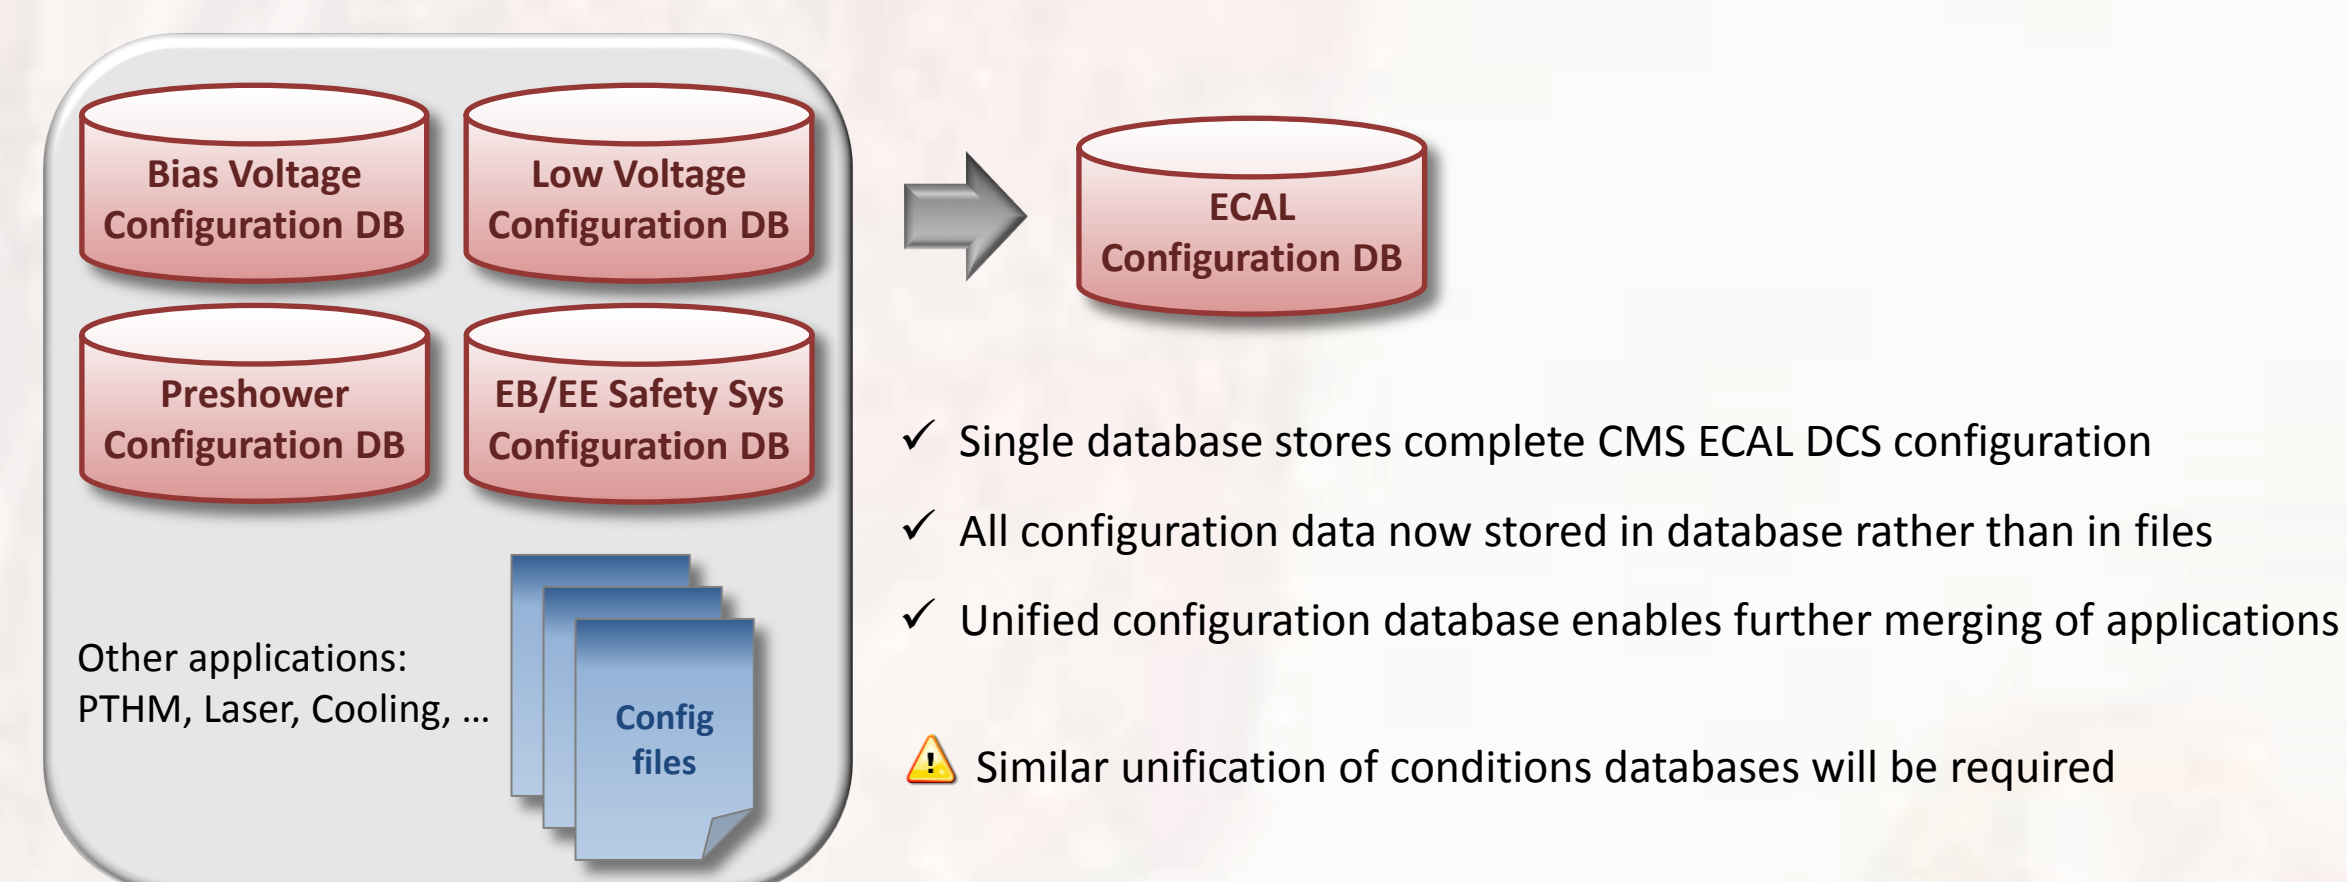 Bias Voltage
Configuration DB
Low Voltage
Configuration DB
Preshower
Configuration DB
EB/EE Safety Sys
Configuration DB
Other applications:
PTHM, Laser, Cooling, ...
Config
files
ECAL
Configuration DB
✓ Single database stores complete CMS ECAL DCS configuration
✓ All configuration data now stored in database rather than in files
✓ Unified configuration database enables further merging of applications
! Similar unification of conditions databases will be required